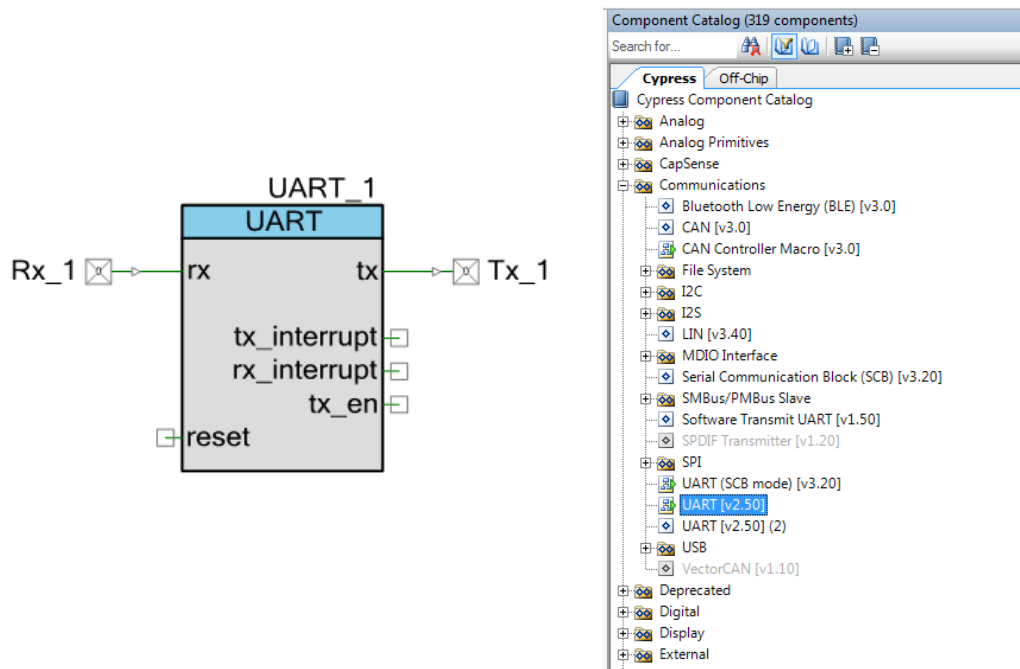 UART_1
UART
Rx_1
rx
tx
Tx_1
tx_interrupt
rx_interrupt
tx_en
reset
Component Catalog (319 components)
Search for...
Cypress
Off-Chip
Cypress Component Catalog
Analog
Analog Primitives
CapSense
Communications
Bluetooth Low Energy (BLE) [v3.0]
CAN [v3.0]
CAN Controller Macro [v3.0]
File System
I2C
I2S
LIN [v3.40]
MDIO Interface
Serial Communication Block (SCB) [v3.20]
SMBus/PMBus Slave
Software Transmit UART [v1.50]
SPDIF Transmitter [v1.20]
SPI
UART (SCB mode) [v3.20]
UART [v2.50]
UART [v2.50] (2)
USB
VectorCAN [v1.10]
Deprecated
Digital
Display
External